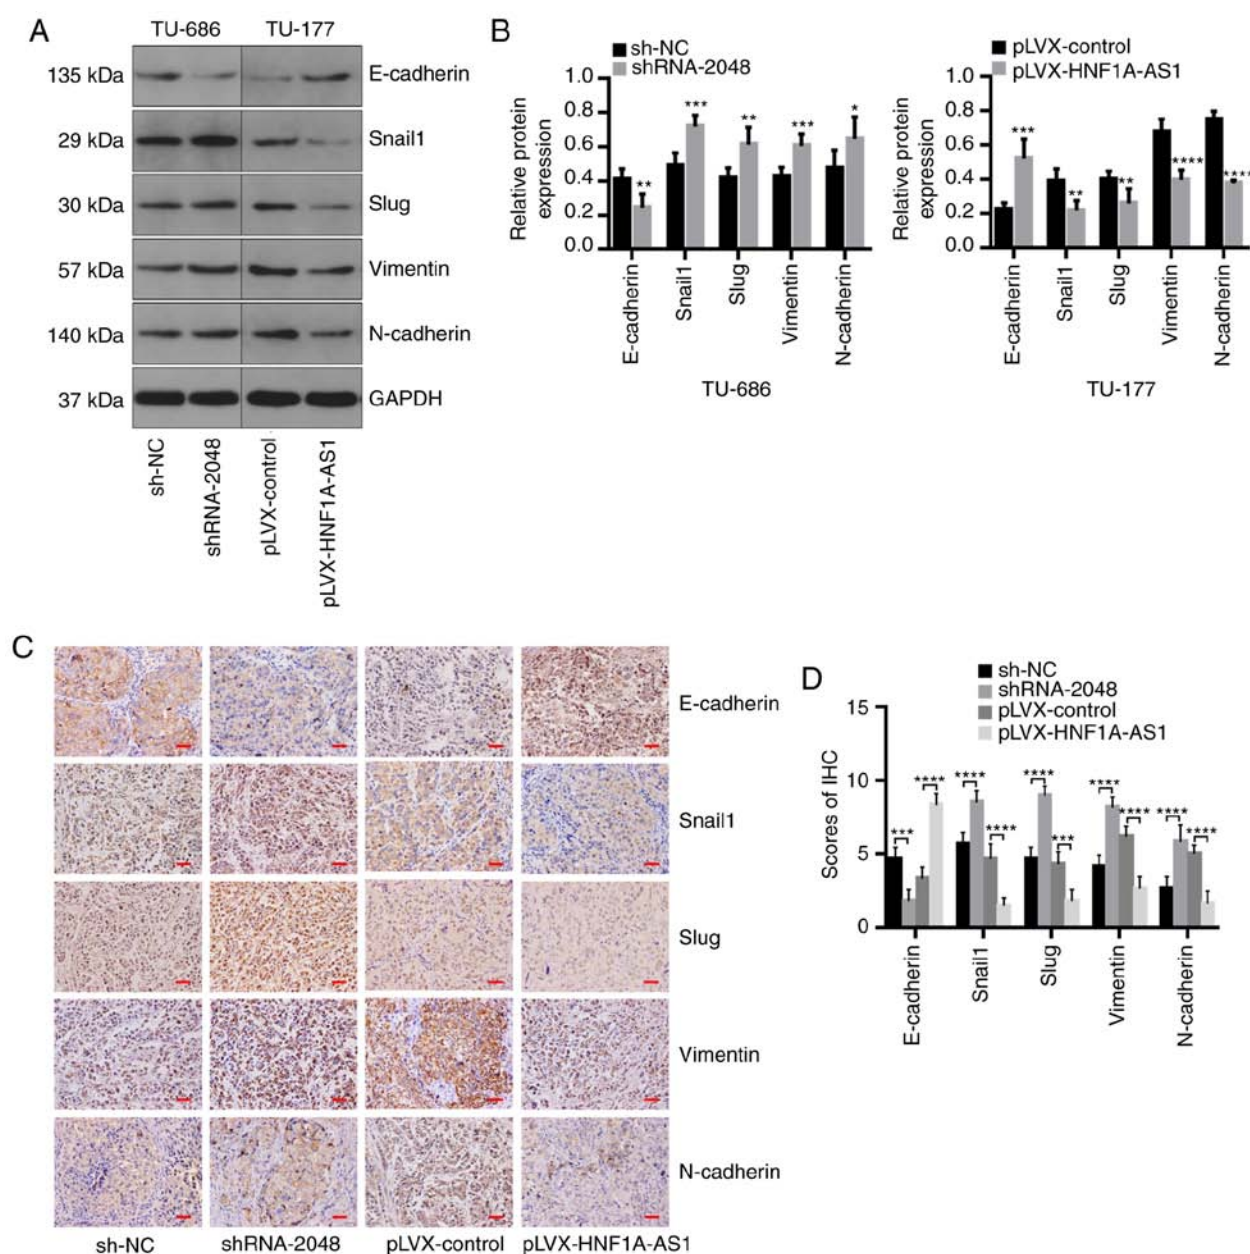 A
TU-686 TU-177
135 kDa E-cadherin
29 kDa Snail1
30 kDa Slug
57 kDa Vimentin
140 kDa N-cadherin
37 kDa GAPDH
sh-NC
shRNA-2048
pLVX-control
pLVX-HNF1A-AS1
B
sh-NC
shRNA-2048
Relative protein
expression
1.0
0.8
0.6
0.4
0.2
0.0
** *** ** *** *
E-cadherin
Snail1
Slug
Vimentin
N-cadherin
TU-686
pLVX-control
pLVX-HNF1A-AS1
Relative protein
expression
1.0
0.8
0.6
0.4
0.2
0.0
*** ** ** **** ****
E-cadherin
Snail1
Slug
Vimentin
N-cadherin
TU-177
C
E-cadherin
Snail1
Slug
Vimentin
N-cadherin
sh-NC shRNA-2048 pLVX-control pLVX-HNF1A-AS1
D
sh-NC
shRNA-2048
pLVX-control
pLVX-HNF1A-AS1
Scores of IHC
15
10
5
0
*** **** **** **** **** *** **** **** **** ****
E-cadherin
Snail1
Slug
Vimentin
N-cadherin